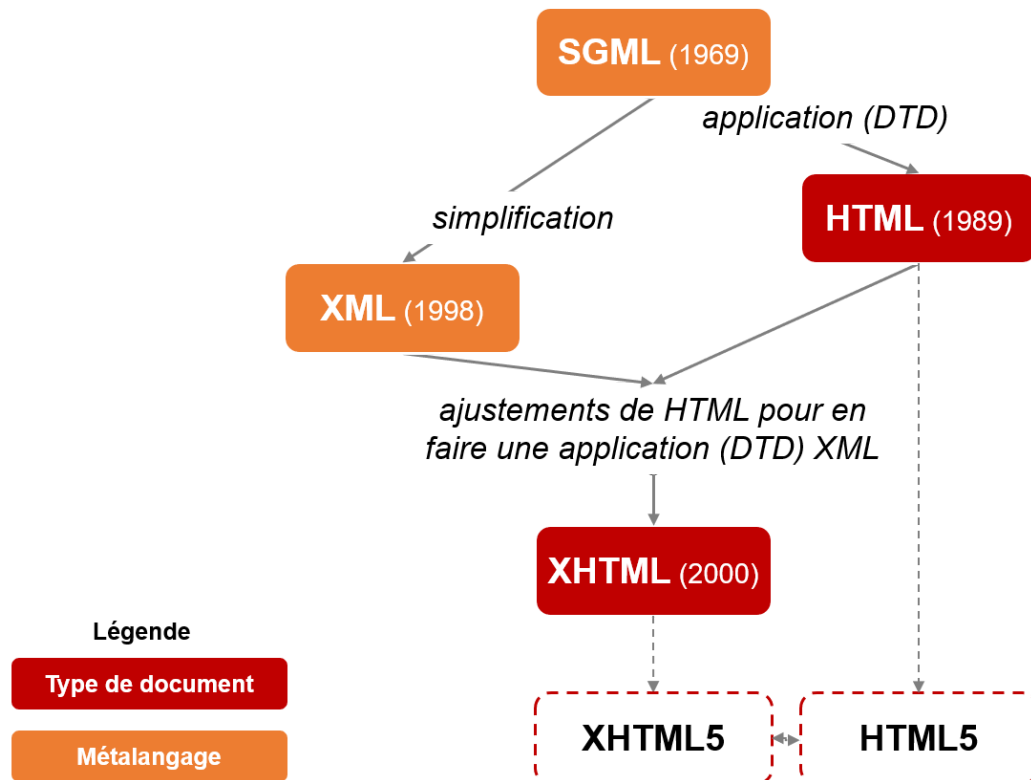 SGML (1969)
application (DTD)
HTML (1989)
simplification
XML (1998)
ajustements de HTML pour en
faire une application (DTD) XML
XHTML (2000)
Légende
Type de document
Métalangage
XHTML5
HTML5